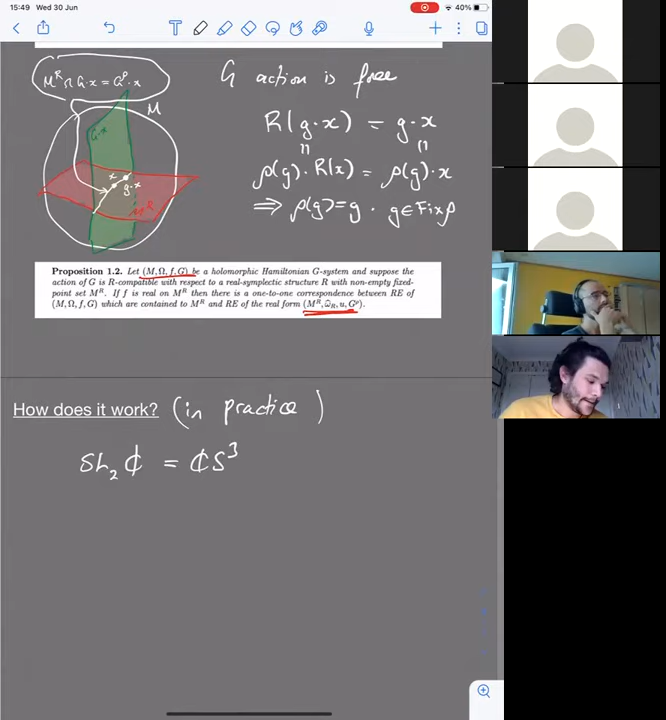 15:49 Wed 30 Jun
40%
M^R ∩ G·x = G^ρ·x
G action is free
M
G·x
R(g·x) = g·x
x
g·x
M^R
" "
ρ(g)·R(x) = ρ(g)·x
⇒ ρ(g)=g · g∈Fixρ
Proposition 1.2. Let (M, Ω, f, G) be a holomorphic Hamiltonian G-system and suppose the
action of G is R-compatible with respect to a real-symplectic structure R with non-empty fixed-
point set M^R. If f is real on M^R then there is a one-to-one correspondence between RE of
(M, Ω, f, G) which are contained to M^R and RE of the real form (M^R, ω̂_R, u, G^ρ).
How does it work? (in practice)
SL₂ ℂ = ℂS³